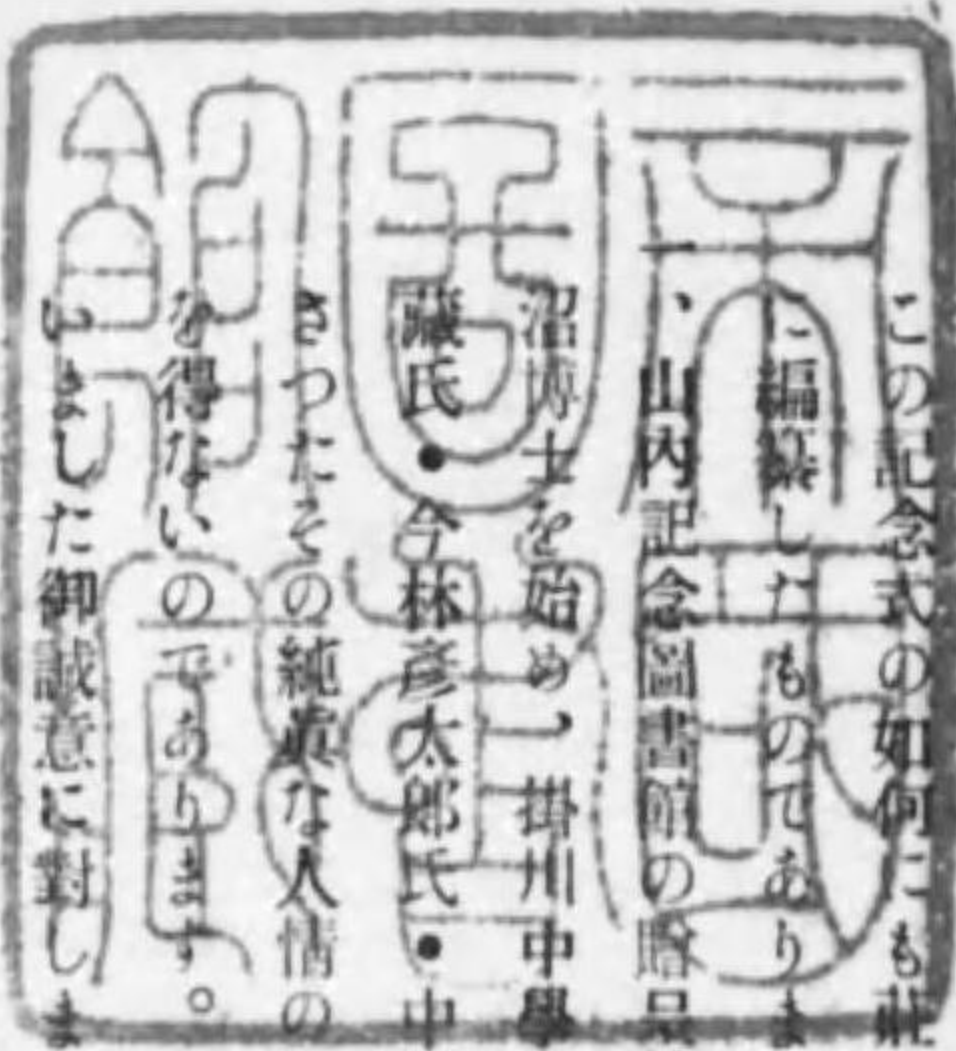 この記念式の如何にも莊
に編纂したものでありま
一、山內記念圖書館の
沼博士を始め、掛川中學
藏氏●今林彦太郎氏●中
さつたその純眞な人情の
を得ないのであります。
いました御誠意に對しま